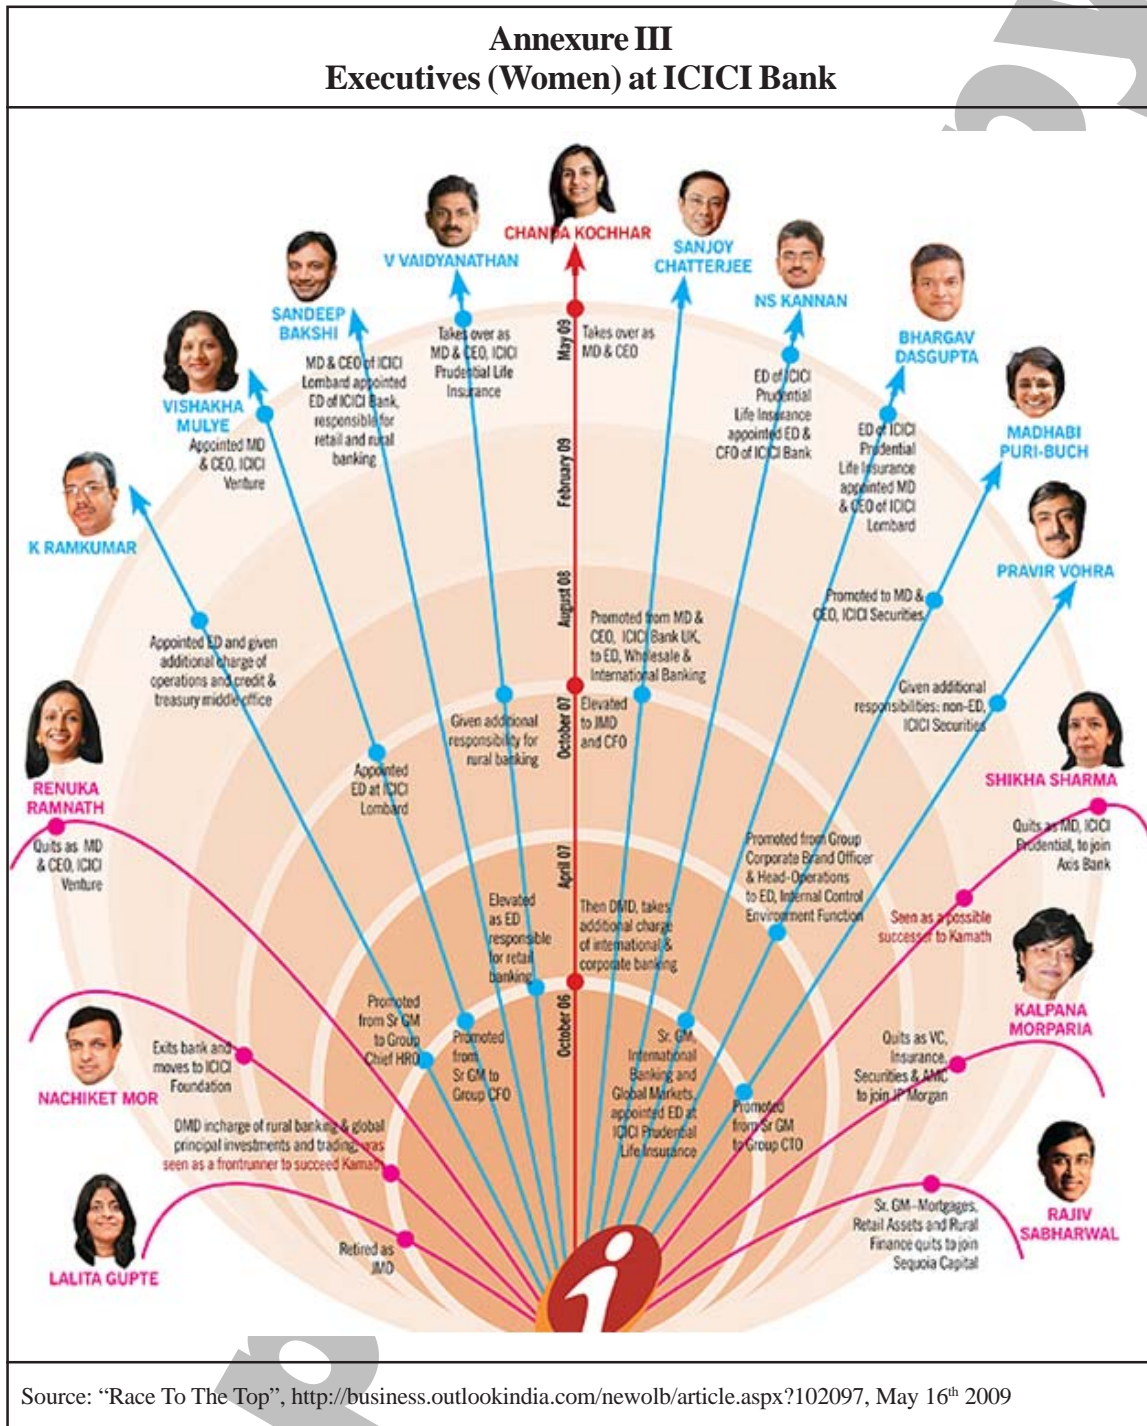 Annexure III
Executives (Women) at ICICI Bank
CHANDA KOCHHAR
V VAIDYANATHAN
SANJOY
CHATTERJEE
SANDEEP
BAKSHI
NS KANNAN
BHARGAV
DASGUPTA
VISHAKHA
MULYE
MADHABI
PURI-BUCH
K RAMKUMAR
PRAVIR VOHRA
May 09
Takes over as
MD & CEO
Takes over as
MD & CEO, ICICI
Prudential Life
Insurance
MD & CEO of ICICI
Lombard appointed
ED of ICICI Bank,
responsible for
retail and rural
banking
ED of ICICI
Prudential
Life Insurance
appointed ED &
CFO of ICICI Bank
ED of ICICI
Prudential
Life Insurance
appointed MD
& CEO of ICICI
Lombard
Appointed MD
& CEO, ICICI
Venture
February 09
August 08
Promoted from MD &
CEO, ICICI Bank UK,
to ED, Wholesale &
International Banking
Promoted to MD &
CEO, ICICI Securities
Appointed ED and given
additional charge of
operations and credit &
treasury middle office
Given additional
responsibilities: non-ED,
ICICI Securities
October 07
Elevated
to JMD
and CFO
Given additional
responsibility for
rural banking
Appointed
ED at ICICI
Lombard
RENUKA
RAMNATH
Quits as MD
& CEO, ICICI
Venture
SHIKHA SHARMA
Quits as MD, ICICI
Prudential, to join
Axis Bank
Seen as a possible
successor to Kamath
April 07
Promoted from Group
Corporate Brand Officer
& Head-Operations
to ED, Internal Control
Environment Function
Elevated
as ED
responsible
for retail
banking
Then DMD, takes
additional charge
of international &
corporate banking
October 06
Promoted
from Sr GM
to Group
Chief HRO
Promoted
from
Sr GM to
Group CFO
Sr. GM,
International
Banking and
Global Markets,
appointed ED at
ICICI Prudential
Life Insurance
Promoted
from Sr GM
to Group CTO
KALPANA
MORPARIA
Quits as VC,
Insurance,
Securities & AMC
to join JP Morgan
NACHIKET MOR
Exits bank and
moves to ICICI
Foundation
DMD incharge of rural banking & global
principal investments and trading; was
seen as a frontrunner to succeed Kamath
LALITA GUPTE
Retired as
JMD
RAJIV
SABHARWAL
Sr. GM–Mortgages,
Retail Assets and Rural
Finance quits to join
Sequoia Capital
Source: “Race To The Top”, http://business.outlookindia.com/newolb/article.aspx?102097, May 16th 2009